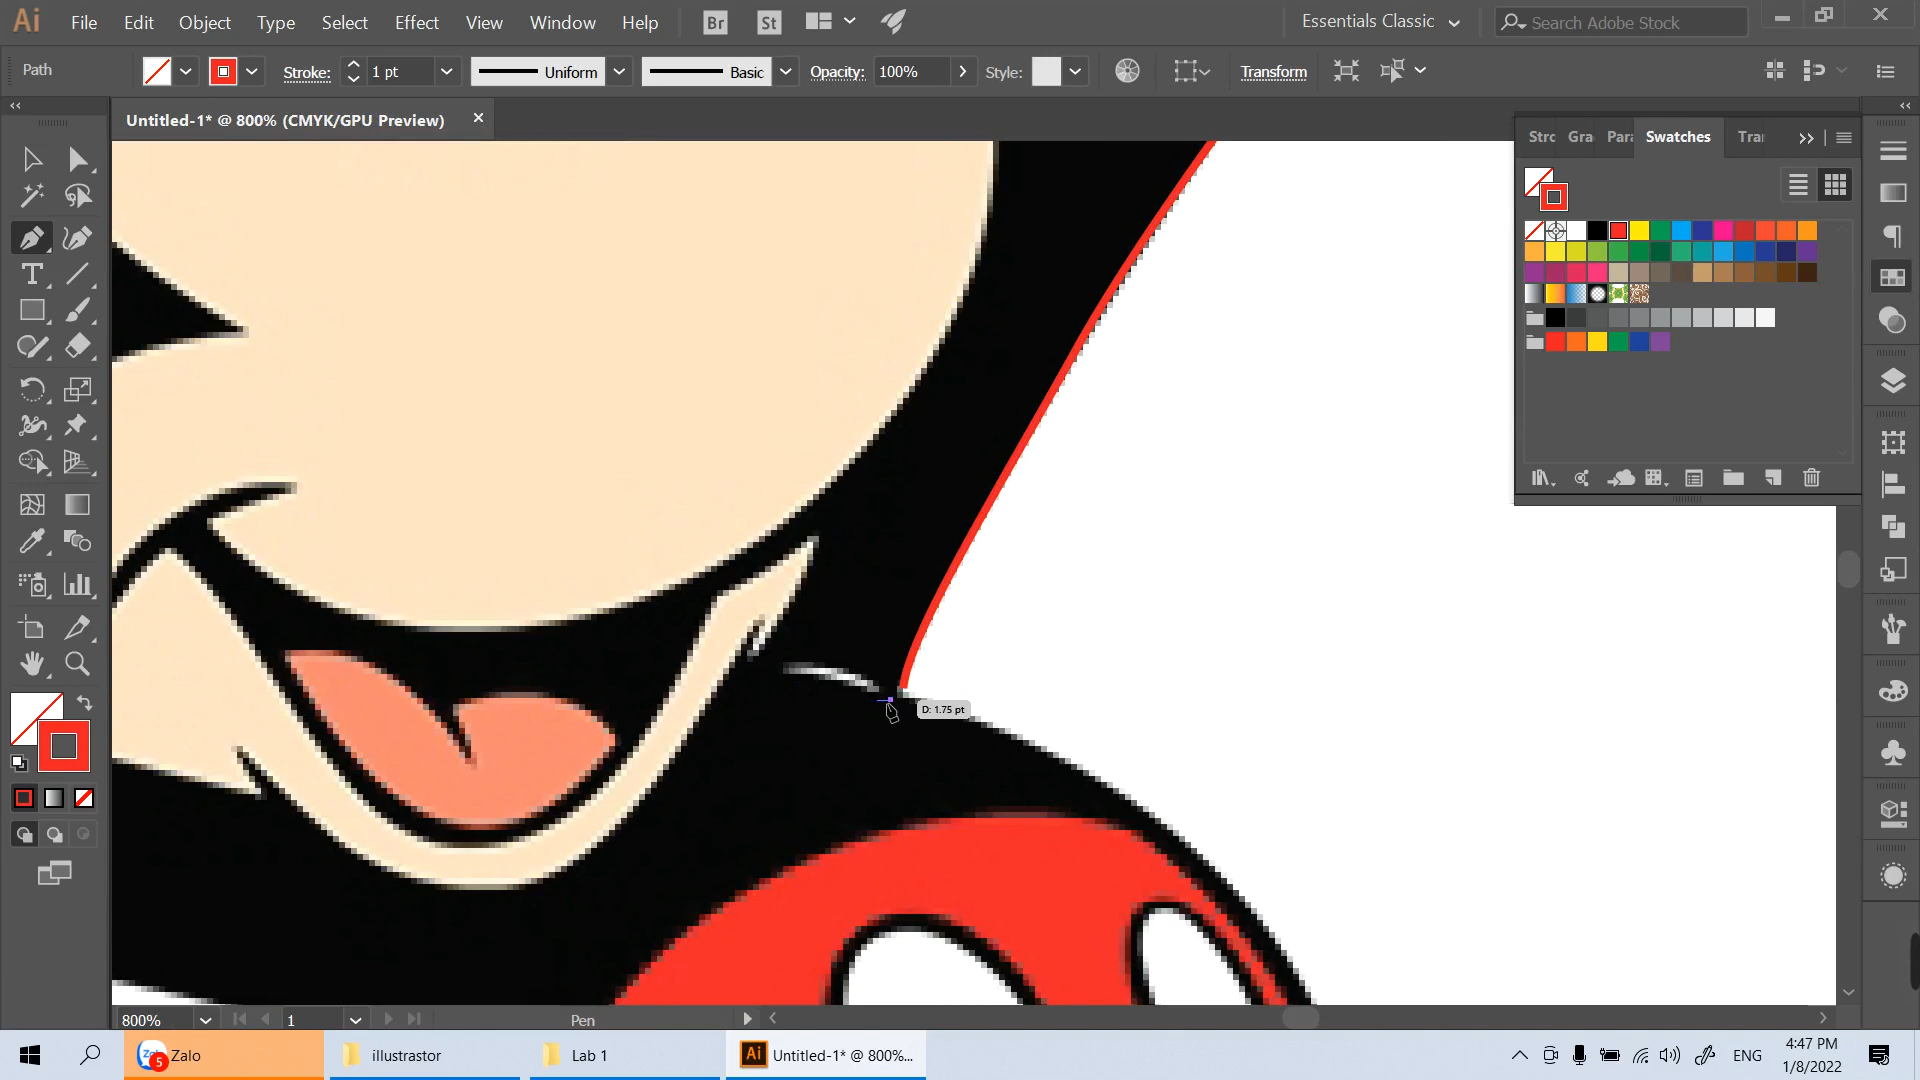 Ai File Edit Object Type Select Effect View Window Help Br St Essentials Classic Search Adobe Stock
Path Stroke: 1 pt Uniform Basic Opacity: 100% Style: Transform
Untitled-1* @ 800% (CMYK/GPU Preview)
Strc Gra Para Swatches Tra
D: 1.75 pt
800% 1 Pen
5 Zalo illustrastor Lab 1 Ai Untitled-1* @ 800%... ENG 4:47 PM
1/8/2022